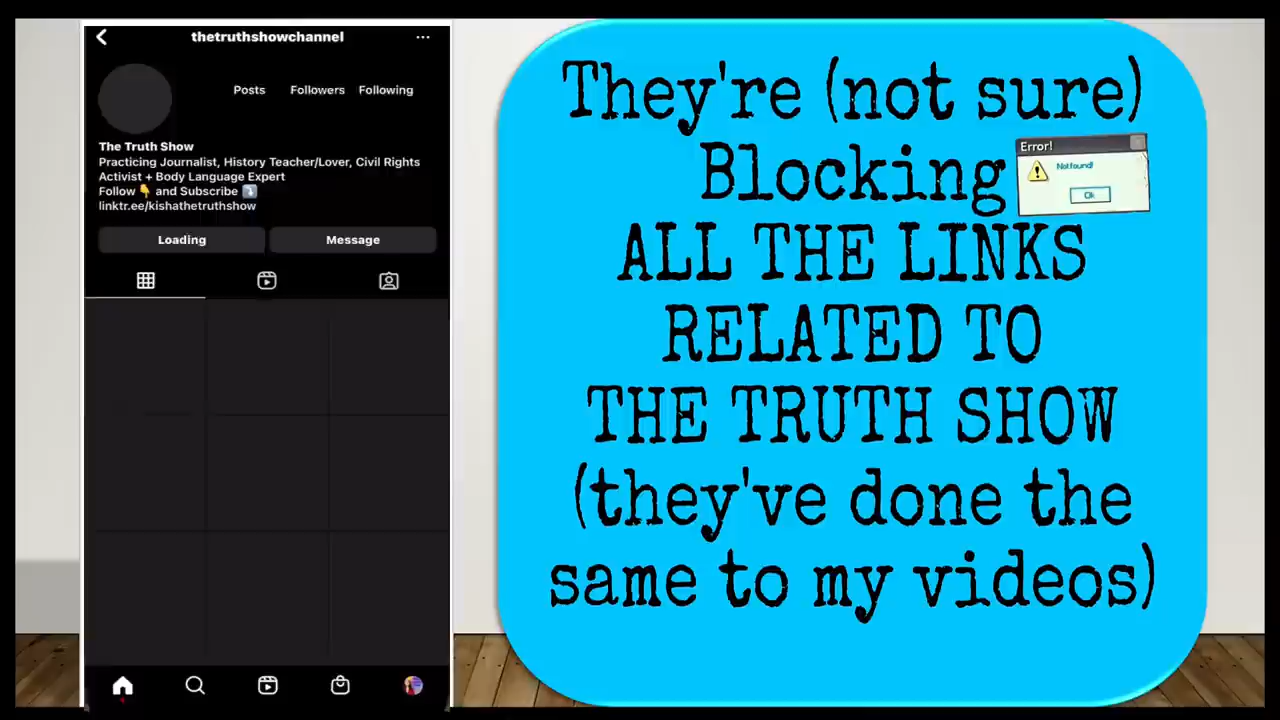 thetruthshowchannel
Posts Followers Following
The Truth Show
Practicing Journalist, History Teacher/Lover, Civil Rights
Activist + Body Language Expert
Follow 👇 and Subscribe ⤵️
linktr.ee/kishathetruthshow
Loading Message
They're (not sure)
Blocking
Error!
Not found!
Ok
ALL THE LINKS
RELATED TO
THE TRUTH SHOW
(they've done the
same to my videos)